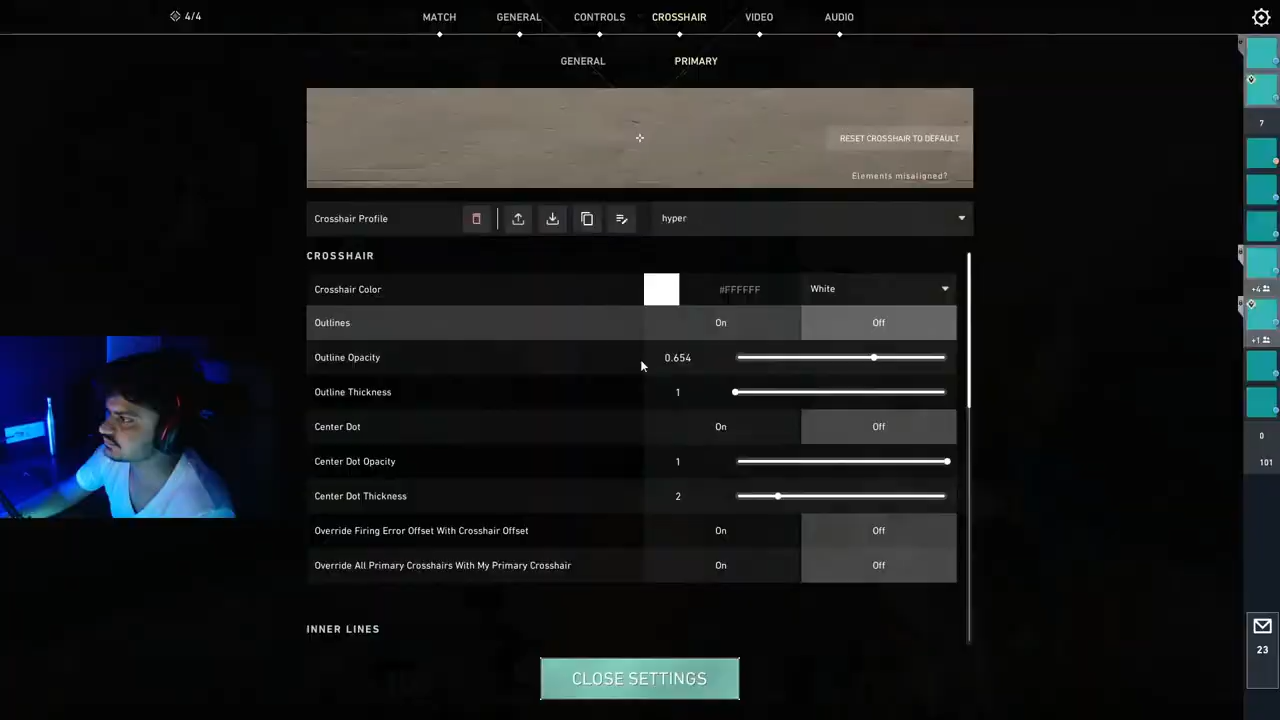 4/4
MATCH
GENERAL
CONTROLS
CROSSHAIR
VIDEO
AUDIO
GENERAL
PRIMARY
RESET CROSSHAIR TO DEFAULT
Elements misaligned?
Crosshair Profile
hyper
CROSSHAIR
Crosshair Color #FFFFFF White
Outlines On Off
Outline Opacity 0.654
Outline Thickness 1
Center Dot On Off
Center Dot Opacity 1
Center Dot Thickness 2
Override Firing Error Offset With Crosshair Offset On Off
Override All Primary Crosshairs With My Primary Crosshair On Off
INNER LINES
CLOSE SETTINGS
7
+4
+1
0
101
23